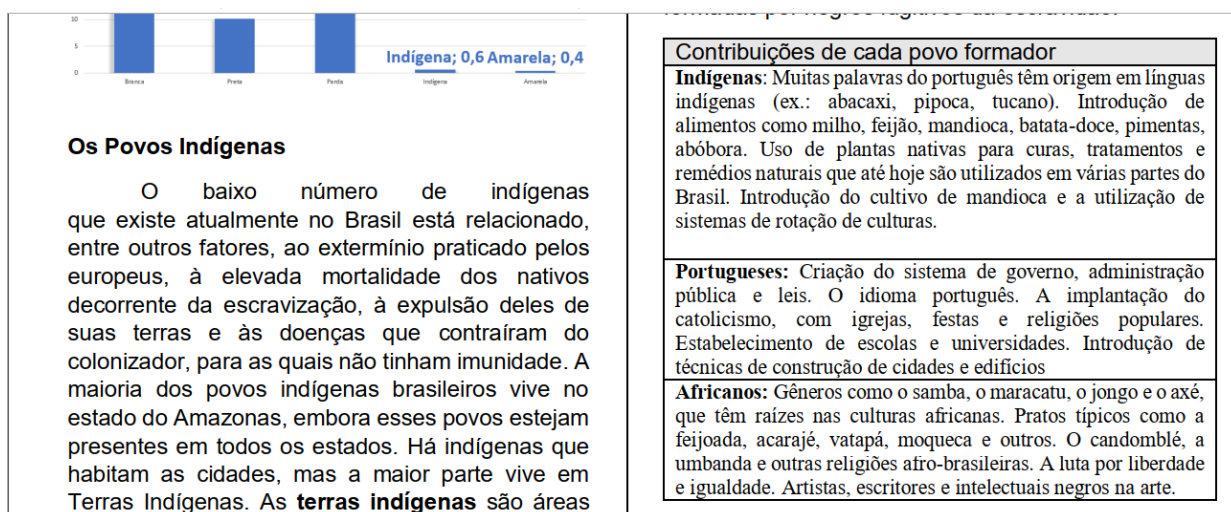 10
5
0
Indígena; 0,6 Amarela; 0,4
Branca Preta Parda Indígena Amarela
Os Povos Indígenas
O baixo número de indígenas
que existe atualmente no Brasil está relacionado,
entre outros fatores, ao extermínio praticado pelos
europeus, à elevada mortalidade dos nativos
decorrente da escravização, à expulsão deles de
suas terras e às doenças que contraíram do
colonizador, para as quais não tinham imunidade. A
maioria dos povos indígenas brasileiros vive no
estado do Amazonas, embora esses povos estejam
presentes em todos os estados. Há indígenas que
habitam as cidades, mas a maior parte vive em
Terras Indígenas. As terras indígenas são áreas
Contribuições de cada povo formador
Indígenas: Muitas palavras do português têm origem em línguas
indígenas (ex.: abacaxi, pipoca, tucano). Introdução de
alimentos como milho, feijão, mandioca, batata-doce, pimentas,
abóbora. Uso de plantas nativas para curas, tratamentos e
remédios naturais que até hoje são utilizados em várias partes do
Brasil. Introdução do cultivo de mandioca e a utilização de
sistemas de rotação de culturas.
Portugueses: Criação do sistema de governo, administração
pública e leis. O idioma português. A implantação do
catolicismo, com igrejas, festas e religiões populares.
Estabelecimento de escolas e universidades. Introdução de
técnicas de construção de cidades e edifícios
Africanos: Gêneros como o samba, o maracatu, o jongo e o axé,
que têm raízes nas culturas africanas. Pratos típicos como a
feijoada, acarajé, vatapá, moqueca e outros. O candomblé, a
umbanda e outras religiões afro-brasileiras. A luta por liberdade
e igualdade. Artistas, escritores e intelectuais negros na arte.